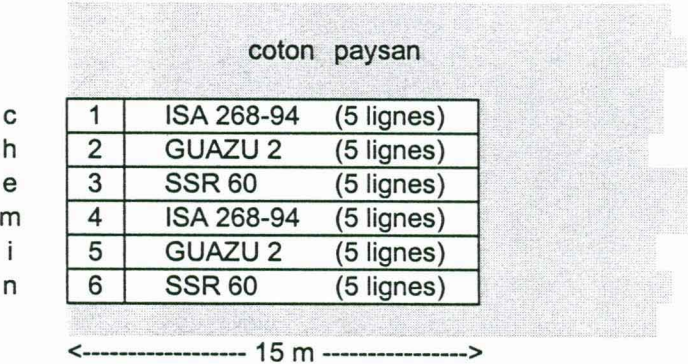 coton paysan
c 1 ISA 268-94 (5 lignes)
h 2 GUAZU 2 (5 lignes)
e 3 SSR 60 (5 lignes)
m 4 ISA 268-94 (5 lignes)
i 5 GUAZU 2 (5 lignes)
n 6 SSR 60 (5 lignes)
<------------------ 15 m ---------------->